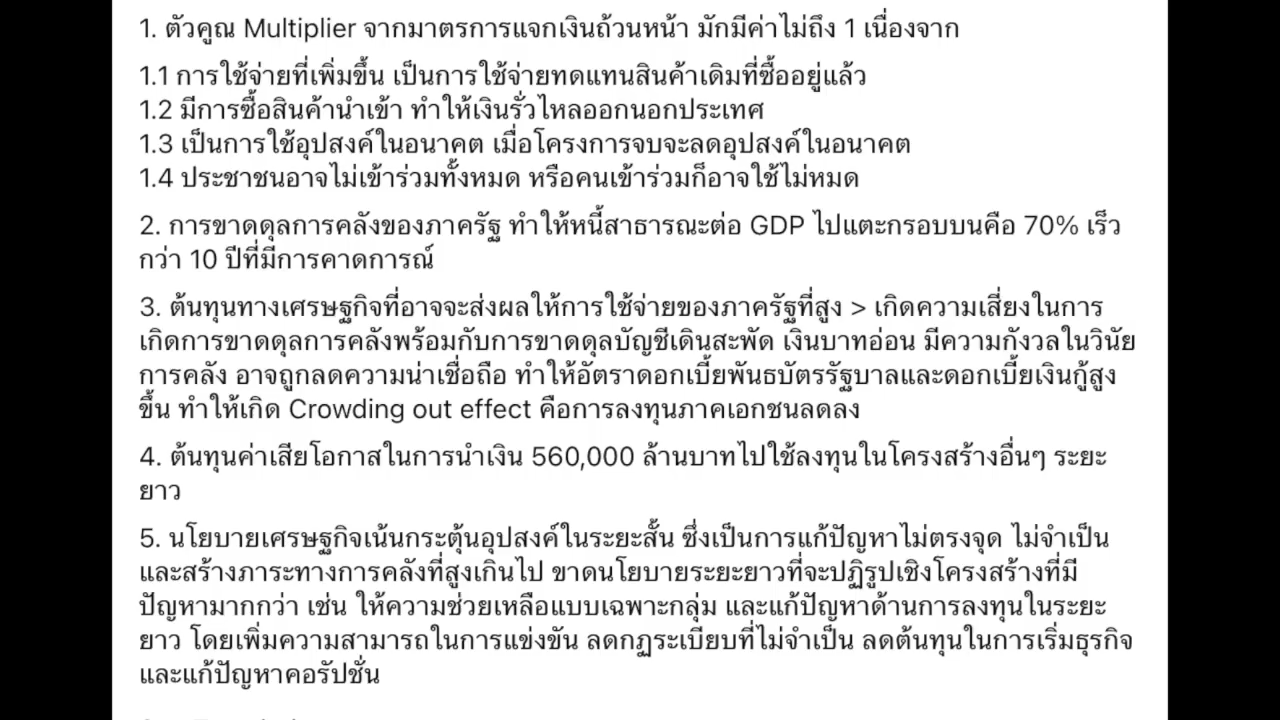 1. ตัวคูณ Multiplier จากมาตรการแจกเงินถ้วนหน้า มักมีค่าไม่ถึง 1 เนื่องจาก
1.1 การใช้จ่ายที่เพิ่มขึ้น เป็นการใช้จ่ายทดแทนสินค้าเดิมที่ซื้ออยู่แล้ว
1.2 มีการซื้อสินค้านำเข้า ทำให้เงินรั่วไหลออกนอกประเทศ
1.3 เป็นการใช้อุปสงค์ในอนาคต เมื่อโครงการจบจะลดอุปสงค์ในอนาคต
1.4 ประชาชนอาจไม่เข้าร่วมทั้งหมด หรือคนเข้าร่วมก็อาจใช้ไม่หมด
2. การขาดดุลการคลังของภาครัฐ ทำให้หนี้สาธารณะต่อ GDP ไปแตะกรอบบนคือ 70% เร็ว
กว่า 10 ปีที่มีการคาดการณ์
3. ต้นทุนทางเศรษฐกิจที่อาจจะส่งผลให้การใช้จ่ายของภาครัฐที่สูง > เกิดความเสี่ยงในการ
เกิดการขาดดุลการคลังพร้อมกับการขาดดุลบัญชีเดินสะพัด เงินบาทอ่อน มีความกังวลในวินัย
การคลัง อาจถูกลดความน่าเชื่อถือ ทำให้อัตราดอกเบี้ยพันธบัตรรัฐบาลและดอกเบี้ยเงินกู้สูง
ขึ้น ทำให้เกิด Crowding out effect คือการลงทุนภาคเอกชนลดลง
4. ต้นทุนค่าเสียโอกาสในการนำเงิน 560,000 ล้านบาทไปใช้ลงทุนในโครงสร้างอื่นๆ ระยะ
ยาว
5. นโยบายเศรษฐกิจเน้นกระตุ้นอุปสงค์ในระยะสั้น ซึ่งเป็นการแก้ปัญหาไม่ตรงจุด ไม่จำเป็น
และสร้างภาระทางการคลังที่สูงเกินไป ขาดนโยบายระยะยาวที่จะปฏิรูปเชิงโครงสร้างที่มี
ปัญหามากกว่า เช่น ให้ความช่วยเหลือแบบเฉพาะกลุ่ม และแก้ปัญหาด้านการลงทุนในระยะ
ยาว โดยเพิ่มความสามารถในการแข่งขัน ลดกฏระเบียบที่ไม่จำเป็น ลดต้นทุนในการเริ่มธุรกิจ
และแก้ปัญหาคอรัปชั่น